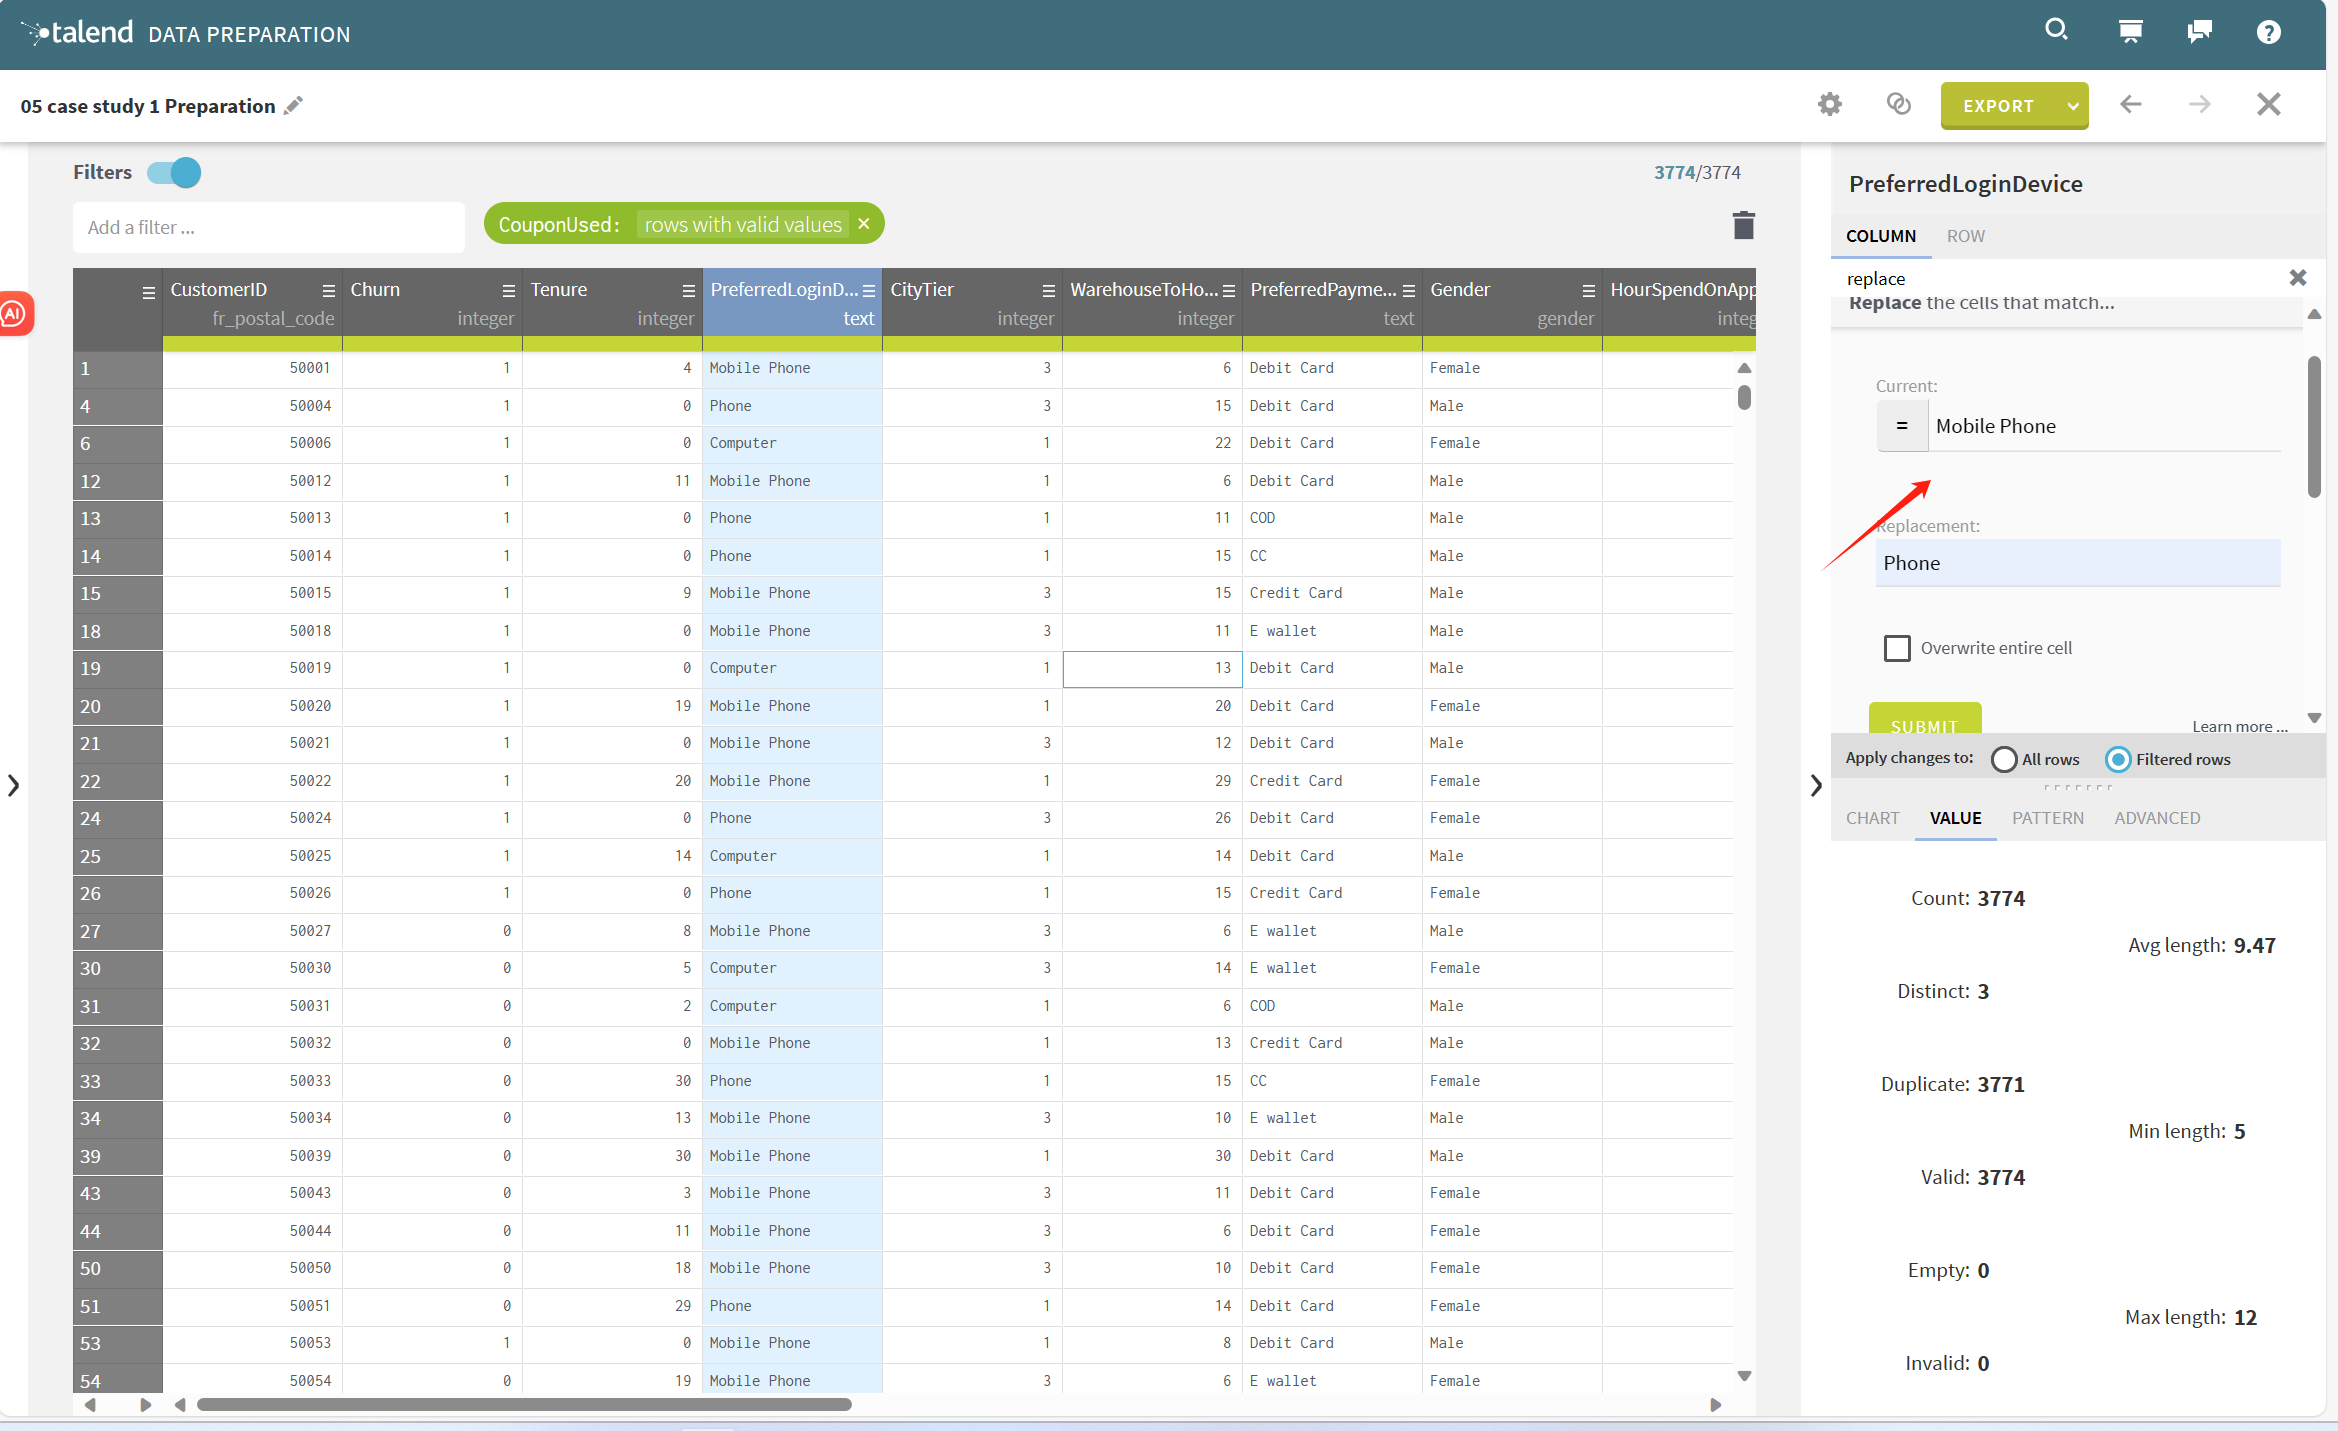 talend DATA PREPARATION
05 case study 1 Preparation
EXPORT
Filters
3774/3774
Add a filter ...
CouponUsed: rows with valid values ×
CustomerID Churn Tenure PreferredLoginD... CityTier WarehouseToHo... PreferredPayme... Gender HourSpendOnApp
fr_postal_code integer integer text integer integer text gender integ
1 50001 1 4 Mobile Phone 3 6 Debit Card Female
4 50004 1 0 Phone 3 15 Debit Card Male
6 50006 1 0 Computer 1 22 Debit Card Female
12 50012 1 11 Mobile Phone 1 6 Debit Card Male
13 50013 1 0 Phone 1 11 COD Male
14 50014 1 0 Phone 1 15 CC Male
15 50015 1 9 Mobile Phone 3 15 Credit Card Male
18 50018 1 0 Mobile Phone 3 11 E wallet Male
19 50019 1 0 Computer 1 13 Debit Card Male
20 50020 1 19 Mobile Phone 1 20 Debit Card Female
21 50021 1 0 Mobile Phone 3 12 Debit Card Male
22 50022 1 20 Mobile Phone 1 29 Credit Card Female
24 50024 1 0 Phone 3 26 Debit Card Female
25 50025 1 14 Computer 1 14 Debit Card Male
26 50026 1 0 Phone 1 15 Credit Card Female
27 50027 0 8 Mobile Phone 3 6 E wallet Male
30 50030 0 5 Computer 3 14 E wallet Female
31 50031 0 2 Computer 1 6 COD Male
32 50032 0 0 Mobile Phone 1 13 Credit Card Male
33 50033 0 30 Phone 1 15 CC Female
34 50034 0 13 Mobile Phone 3 10 E wallet Male
39 50039 0 30 Mobile Phone 1 30 Debit Card Male
43 50043 0 3 Mobile Phone 3 11 Debit Card Female
44 50044 0 11 Mobile Phone 3 6 Debit Card Female
50 50050 0 18 Mobile Phone 3 10 Debit Card Female
51 50051 0 29 Phone 1 14 Debit Card Female
53 50053 1 0 Mobile Phone 1 8 Debit Card Male
54 50054 0 19 Mobile Phone 3 6 E wallet Female
AI
PreferredLoginDevice
COLUMN ROW
replace
Replace the cells that match...
Current:
= Mobile Phone
Replacement:
Phone
Overwrite entire cell
SUBMIT Learn more ...
Apply changes to: All rows Filtered rows
CHART VALUE PATTERN ADVANCED
Count: 3774
Avg length: 9.47
Distinct: 3
Duplicate: 3771
Min length: 5
Valid: 3774
Empty: 0
Max length: 12
Invalid: 0